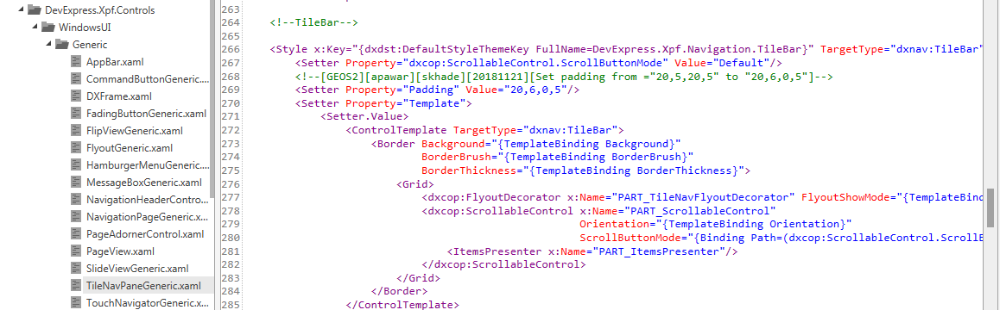 DevExpress.Xpf.Controls
WindowsUI
Generic
AppBar.xaml
CommandButtonGeneric....
DXFrame.xaml
FadingButtonGeneric.xaml
FlipViewGeneric.xaml
FlyoutGeneric.xaml
HamburgerMenuGeneric....
MessageBoxGeneric.xaml
NavigationHeaderContro...
NavigationPageGeneric.x...
PageAdornerControl.xaml
PageView.xaml
SlideViewGeneric.xaml
TileNavPaneGeneric.xaml
TouchNavigatorGeneric.x...
263
264 <!--TileBar-->
265
266 <Style x:Key="{dxdst:DefaultStyleThemeKey FullName=DevExpress.Xpf.Navigation.TileBar}" TargetType="dxnav:TileBar"
267 <Setter Property="dxcop:ScrollableControl.ScrollButtonMode" Value="Default"/>
268 <!--[GEOS2][apawar][skhade][20181121][Set padding from ="20,5,20,5" to "20,6,0,5"]-->
269 <Setter Property="Padding" Value="20,6,0,5"/>
270 <Setter Property="Template">
271 <Setter.Value>
272 <ControlTemplate TargetType="dxnav:TileBar">
273 <Border Background="{TemplateBinding Background}"
274 BorderBrush="{TemplateBinding BorderBrush}"
275 BorderThickness="{TemplateBinding BorderThickness}">
276 <Grid>
277 <dxcop:FlyoutDecorator x:Name="PART_TileNavFlyoutDecorator" FlyoutShowMode="{TemplateBind
278 <dxcop:ScrollableControl x:Name="PART_ScrollableControl"
279 Orientation="{TemplateBinding Orientation}"
280 ScrollButtonMode="{Binding Path=(dxcop:ScrollableControl.ScrollB
281 <ItemsPresenter x:Name="PART_ItemsPresenter"/>
282 </dxcop:ScrollableControl>
283 </Grid>
284 </Border>
285 </ControlTemplate>